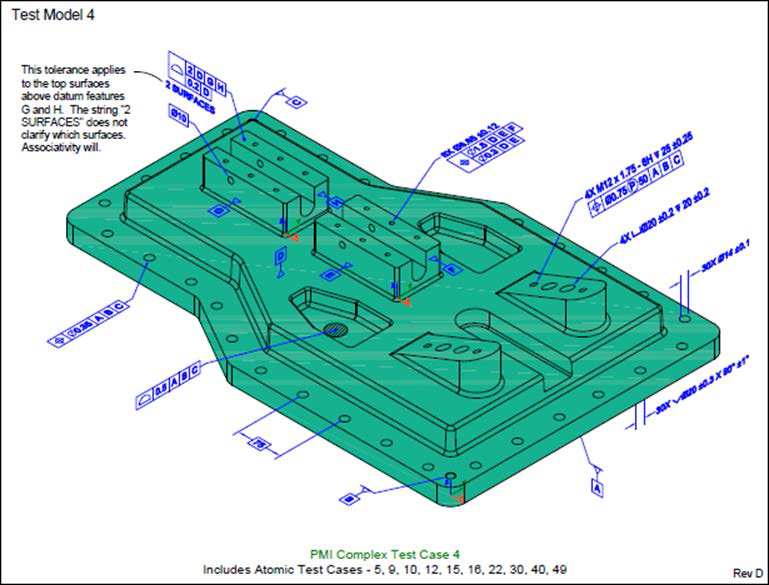 Test Model 4
This tolerance applies
to the top surfaces
above datum features
G and H. The string "2
SURFACES" does not
clarify which surfaces.
Associativity will.
2 D G H
0.2 D
2 SURFACES
Ø10
C
4X M12 x 1.75 - 6H ↧ 25 ±0.25
Ø0.75 Ⓟ 50 A B C
4X ⌴ Ø20 ±0.2 ↧ 20 ±0.2
30X Ø14 ±0.1
A B C
0.5 A B C
75
30X ⌵ Ø20 ±0.3 X 90° ±1°
B
A
PMI Complex Test Case 4
Includes Atomic Test Cases - 5, 9, 10, 12, 15, 16, 22, 30, 40, 49
Rev D